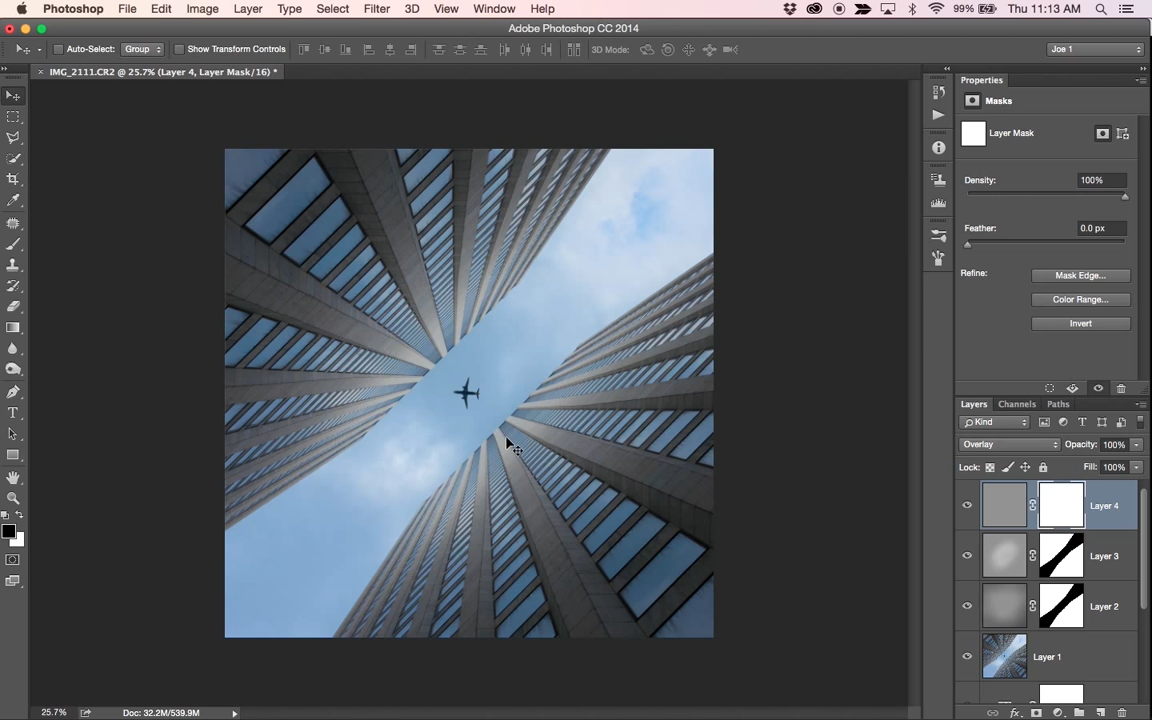 Photoshop File Edit Image Layer Type Select Filter 3D View Window Help 99% Thu 11:13 AM
Adobe Photoshop CC 2014
Auto-Select: Group Show Transform Controls 3D Mode: Joe 1
× IMG_2111.CR2 @ 25.7% (Layer 4, Layer Mask/16) *
Properties
Masks
Layer Mask
Density: 100%
Feather: 0.0 px
Refine: Mask Edge...
Color Range...
Invert
Layers Channels Paths
Kind
Overlay Opacity: 100%
Lock: Fill: 100%
Layer 4
Layer 3
Layer 2
Layer 1
25.7% Doc: 32.2M/539.9M